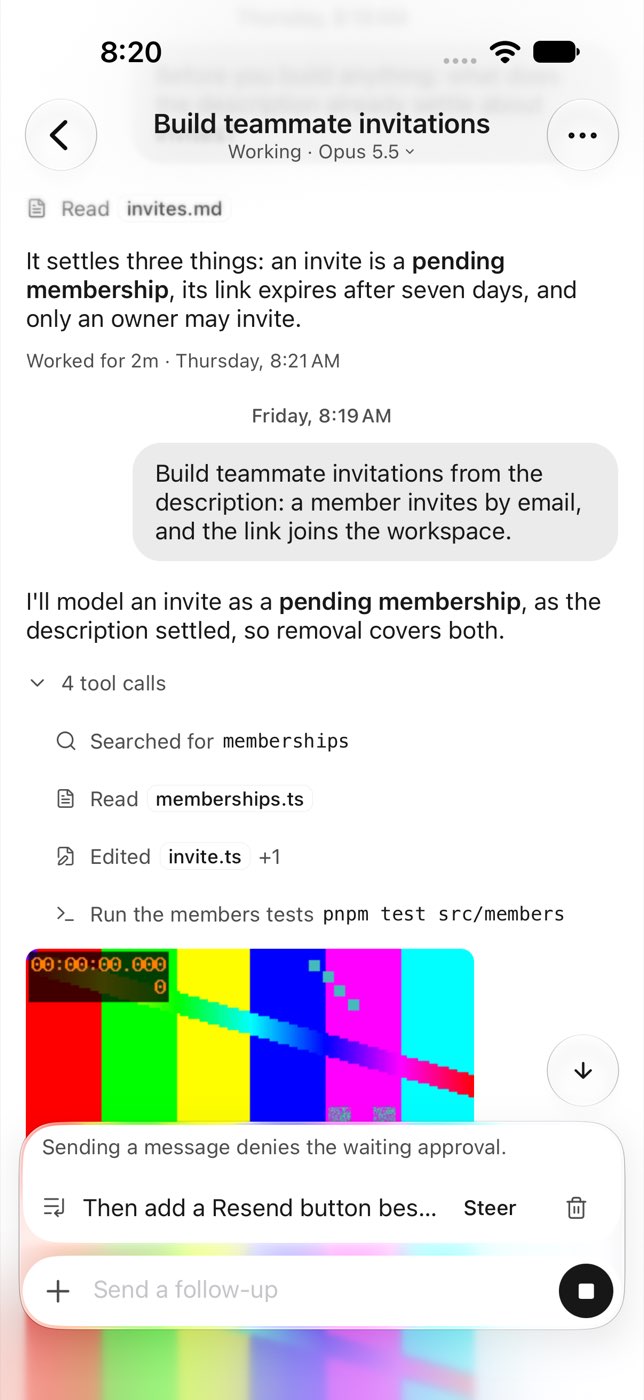 8:20
Build teammate invitations
Working · Opus 5.5
Read invites.md
It settles three things: an invite is a pending
membership, its link expires after seven days, and
only an owner may invite.
Worked for 2m · Thursday, 8:21 AM
Friday, 8:19 AM
Build teammate invitations from the
description: a member invites by email,
and the link joins the workspace.
I'll model an invite as a pending membership, as the
description settled, so removal covers both.
4 tool calls
Searched for memberships
Read memberships.ts
Edited invite.ts +1
Run the members tests pnpm test src/members
00:00:00.000
0
Sending a message denies the waiting approval.
Then add a Resend button bes... Steer
Send a follow-up